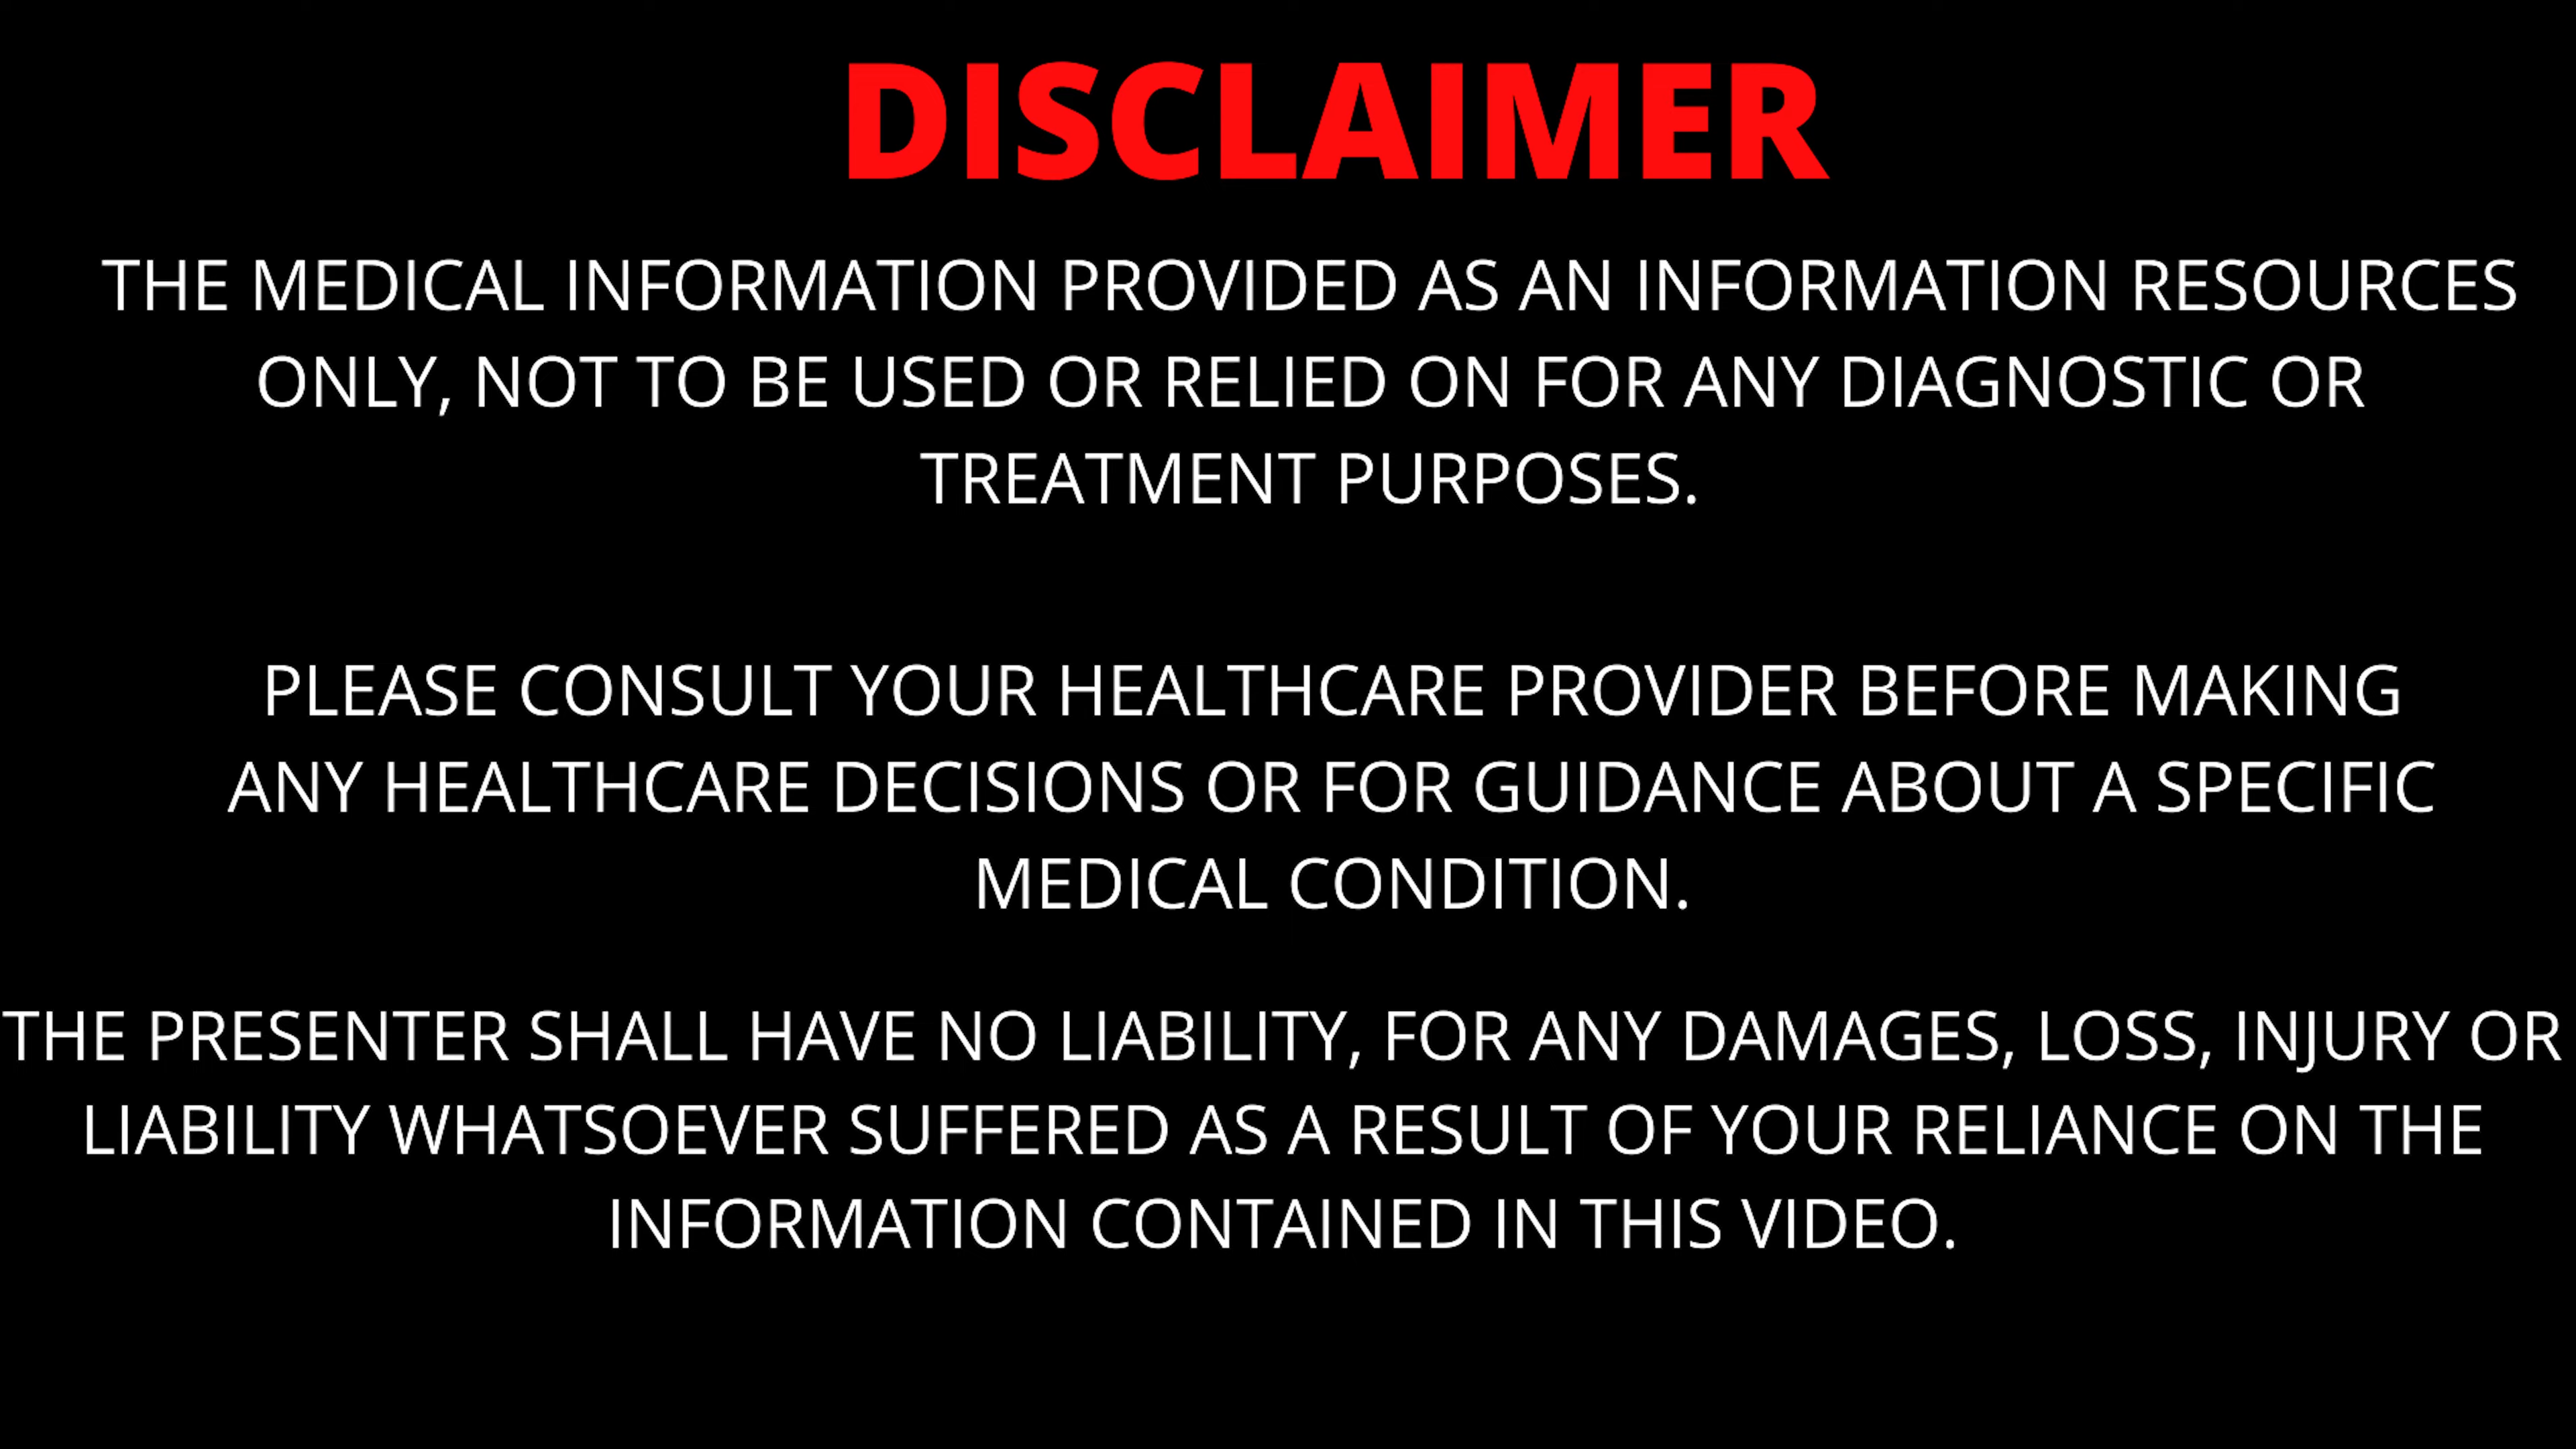 DISCLAIMER
THE MEDICAL INFORMATION PROVIDED AS AN INFORMATION RESOURCES
ONLY, NOT TO BE USED OR RELIED ON FOR ANY DIAGNOSTIC OR
TREATMENT PURPOSES.
PLEASE CONSULT YOUR HEALTHCARE PROVIDER BEFORE MAKING
ANY HEALTHCARE DECISIONS OR FOR GUIDANCE ABOUT A SPECIFIC
MEDICAL CONDITION.
THE PRESENTER SHALL HAVE NO LIABILITY, FOR ANY DAMAGES, LOSS, INJURY OR
LIABILITY WHATSOEVER SUFFERED AS A RESULT OF YOUR RELIANCE ON THE
INFORMATION CONTAINED IN THIS VIDEO.